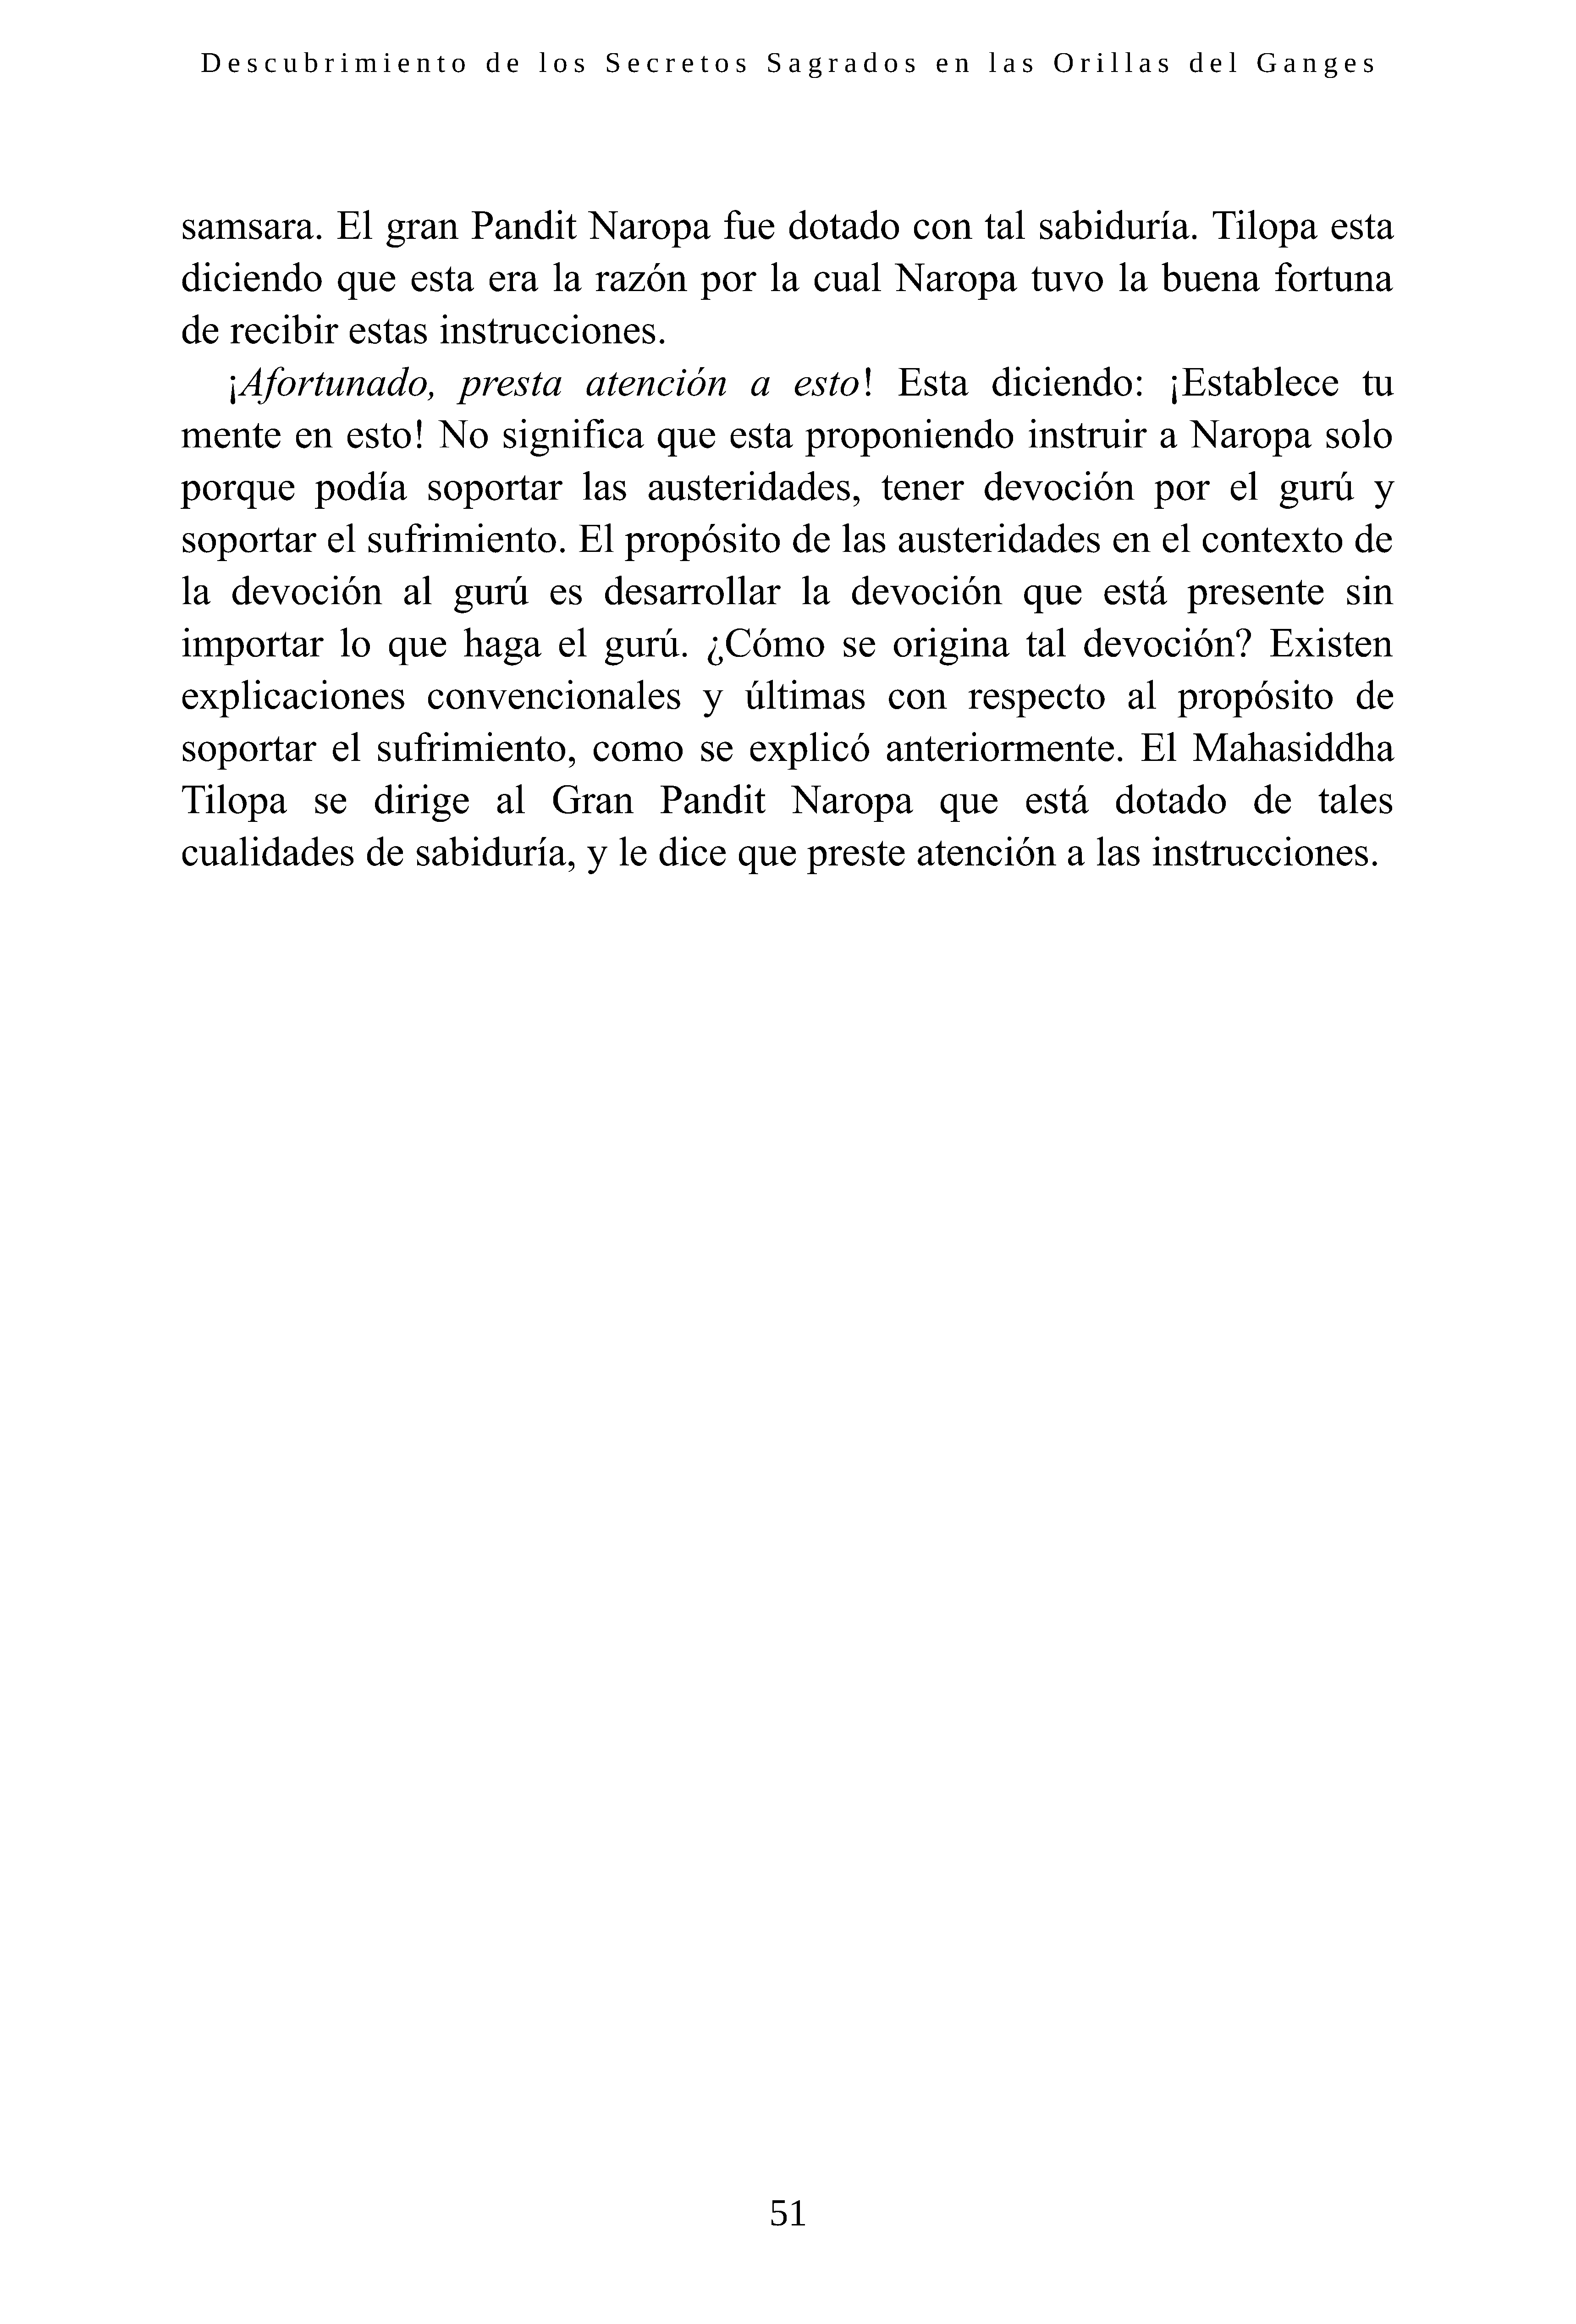 Descubrimiento de los Secretos Sagrados en las Orillas del Ganges
samsara. El gran Pandit Naropa fue dotado con tal sabiduría. Tilopa esta
diciendo que esta era la razón por la cual Naropa tuvo la buena fortuna
de recibir estas instrucciones.
¡Afortunado, presta atención a esto! Esta diciendo: ¡Establece tu
mente en esto! No significa que esta proponiendo instruir a Naropa solo
porque podía soportar las austeridades, tener devoción por el gurú y
soportar el sufrimiento. El propósito de las austeridades en el contexto de
la devoción al gurú es desarrollar la devoción que está presente sin
importar lo que haga el gurú. ¿Cómo se origina tal devoción? Existen
explicaciones convencionales y últimas con respecto al propósito de
soportar el sufrimiento, como se explicó anteriormente. El Mahasiddha
Tilopa se dirige al Gran Pandit Naropa que está dotado de tales
cualidades de sabiduría, y le dice que preste atención a las instrucciones.
51